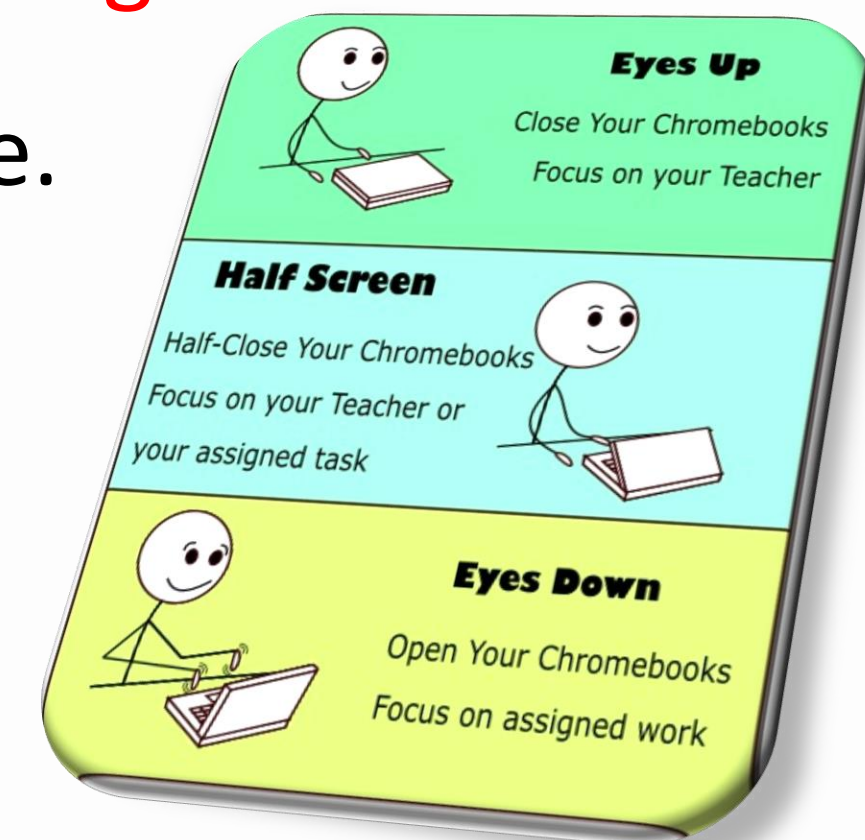 g
e.
Eyes Up
Close Your Chromebooks
Focus on your Teacher
Half Screen
Half-Close Your Chromebooks
Focus on your Teacher or
your assigned task
Eyes Down
Open Your Chromebooks
Focus on assigned work